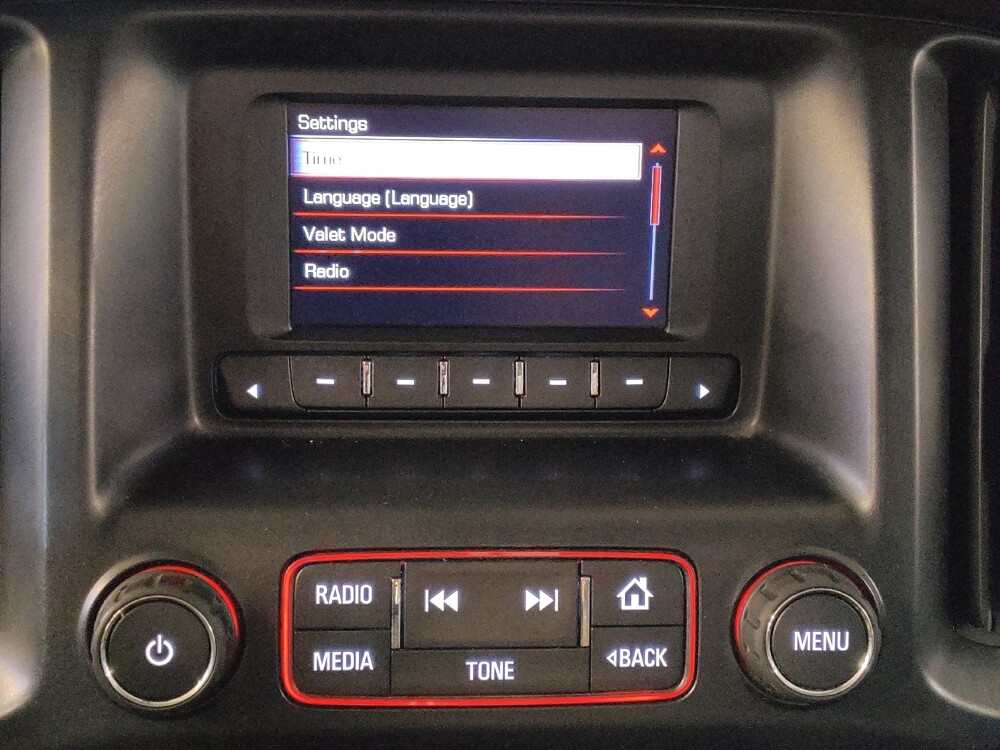 Settings
Time
Language (Language)
Valet Mode
Radio
RADIO
MEDIA
TONE
BACK
MENU